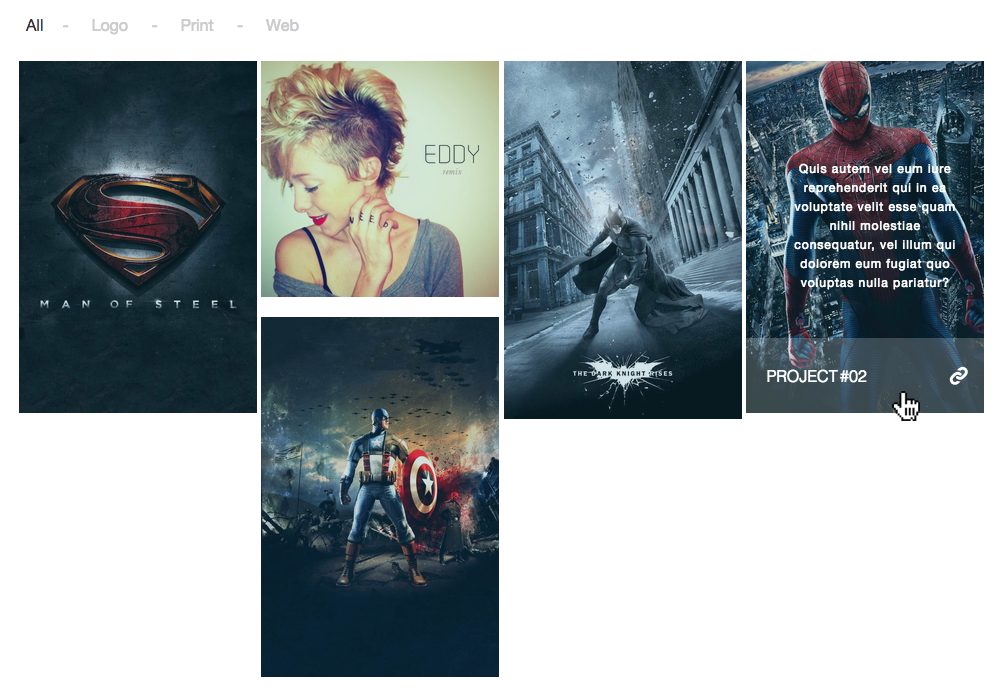 All - Logo - Print - Web
MAN OF STEEL
EDDY
remix
THE DARK KNIGHT RISES
Quis autem vel eum iure
reprehenderit qui in ea
voluptate velit esse quam
nihil molestiae
consequatur, vel illum qui
dolorem eum fugiat quo
voluptas nulla pariatur?
PROJECT #02